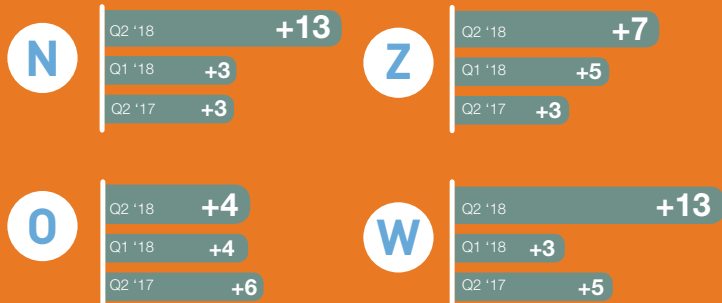 N
Q2 ‘18 +13
Q1 ‘18 +3
Q2 ‘17 +3
Z
Q2 ‘18 +7
Q1 ‘18 +5
Q2 ‘17 +3
O
Q2 ‘18 +4
Q1 ‘18 +4
Q2 ‘17 +6
W
Q2 ‘18 +13
Q1 ‘18 +3
Q2 ‘17 +5